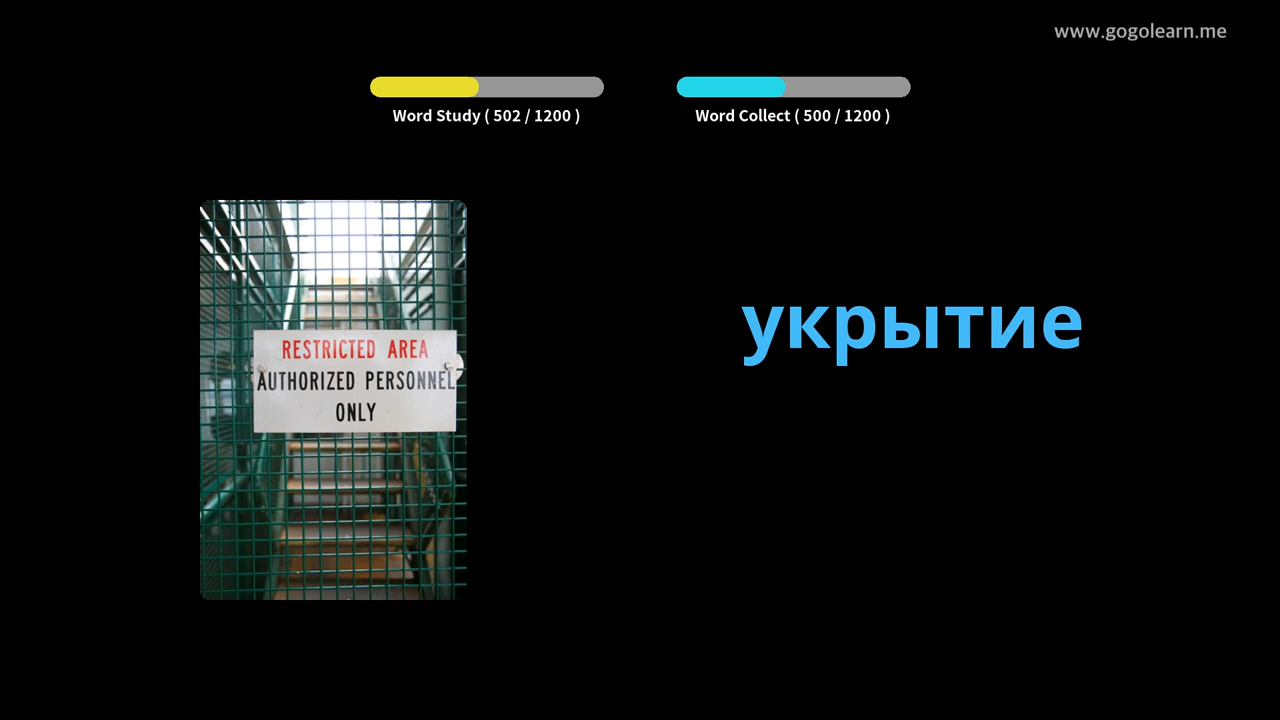 www.gogolearn.me
Word Study ( 502 / 1200 )
Word Collect ( 500 / 1200 )
RESTRICTED AREA
AUTHORIZED PERSONNEL
ONLY
укрытие